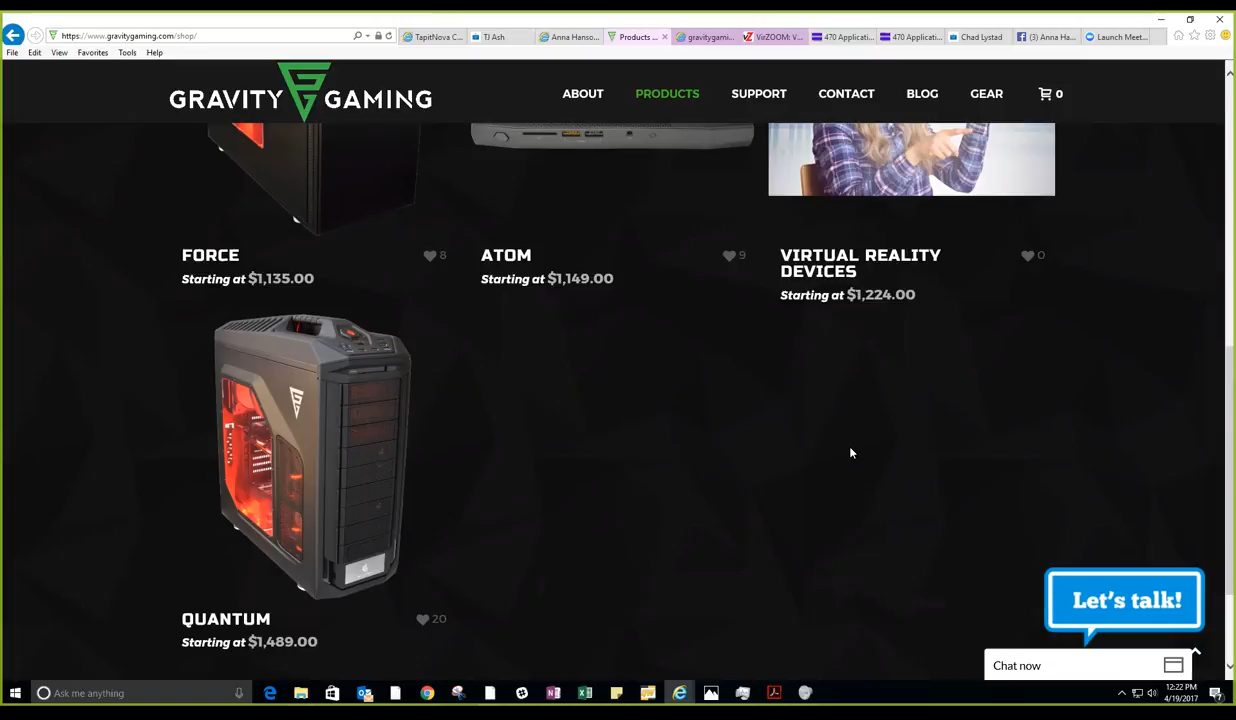 https://www.gravitygaming.com/shop/
TapitNova C...
TJ Ash
Anna Hanso...
Products ...
gravitygami...
VirZOOM: V...
470 Applicati...
470 Applicati...
Chad Lystad
(3) Anna Ha...
Launch Meet...
File Edit View Favorites Tools Help
GRAVITY GAMING
ABOUT PRODUCTS SUPPORT CONTACT BLOG GEAR 0
FORCE 8
Starting at $1,135.00
ATOM 9
Starting at $1,149.00
VIRTUAL REALITY 0
DEVICES
Starting at $1,224.00
QUANTUM 20
Starting at $1,489.00
Let's talk!
Chat now
Ask me anything
12:22 PM
4/19/2017